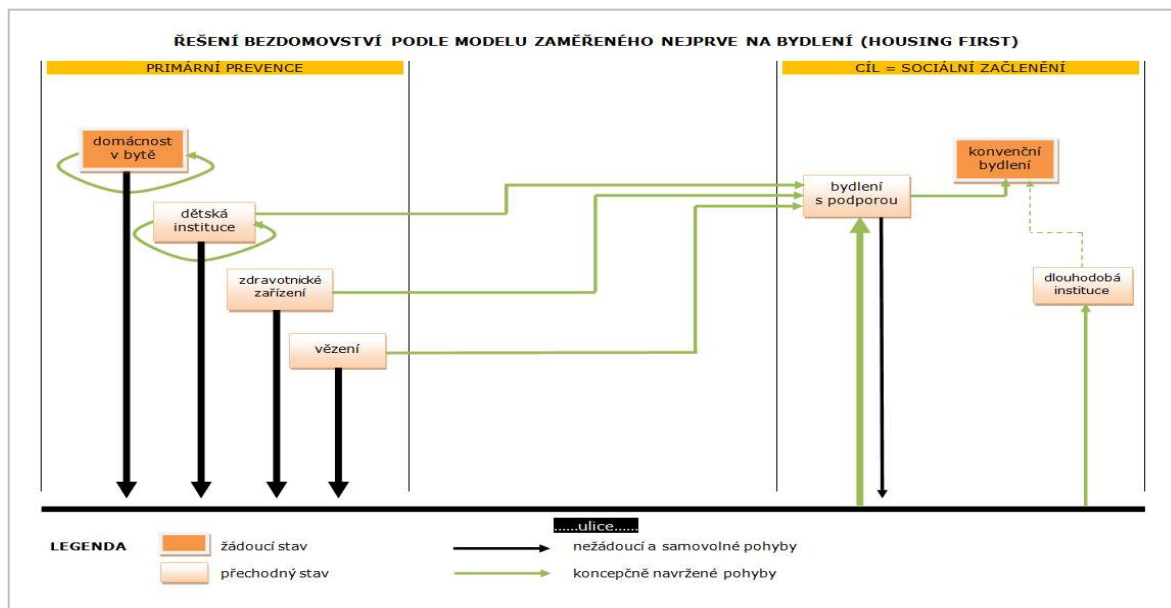 ŘEŠENÍ BEZDOMOVSTVÍ PODLE MODELU ZAMĚŘENÉHO NEJPRVE NA BYDLENÍ (HOUSING FIRST)
PRIMÁRNÍ PREVENCE
CÍL = SOCIÁLNÍ ZAČLENĚNÍ
domácnost
v bytě
konvenční
bydlení
bydlení
s podporou
dětská
instituce
zdravotnické
zařízení
dlouhodobá
instituce
vězení
......ulice......
LEGENDA
žádoucí stav
nežádoucí a samovolné pohyby
přechodný stav
koncepčně navržené pohyby